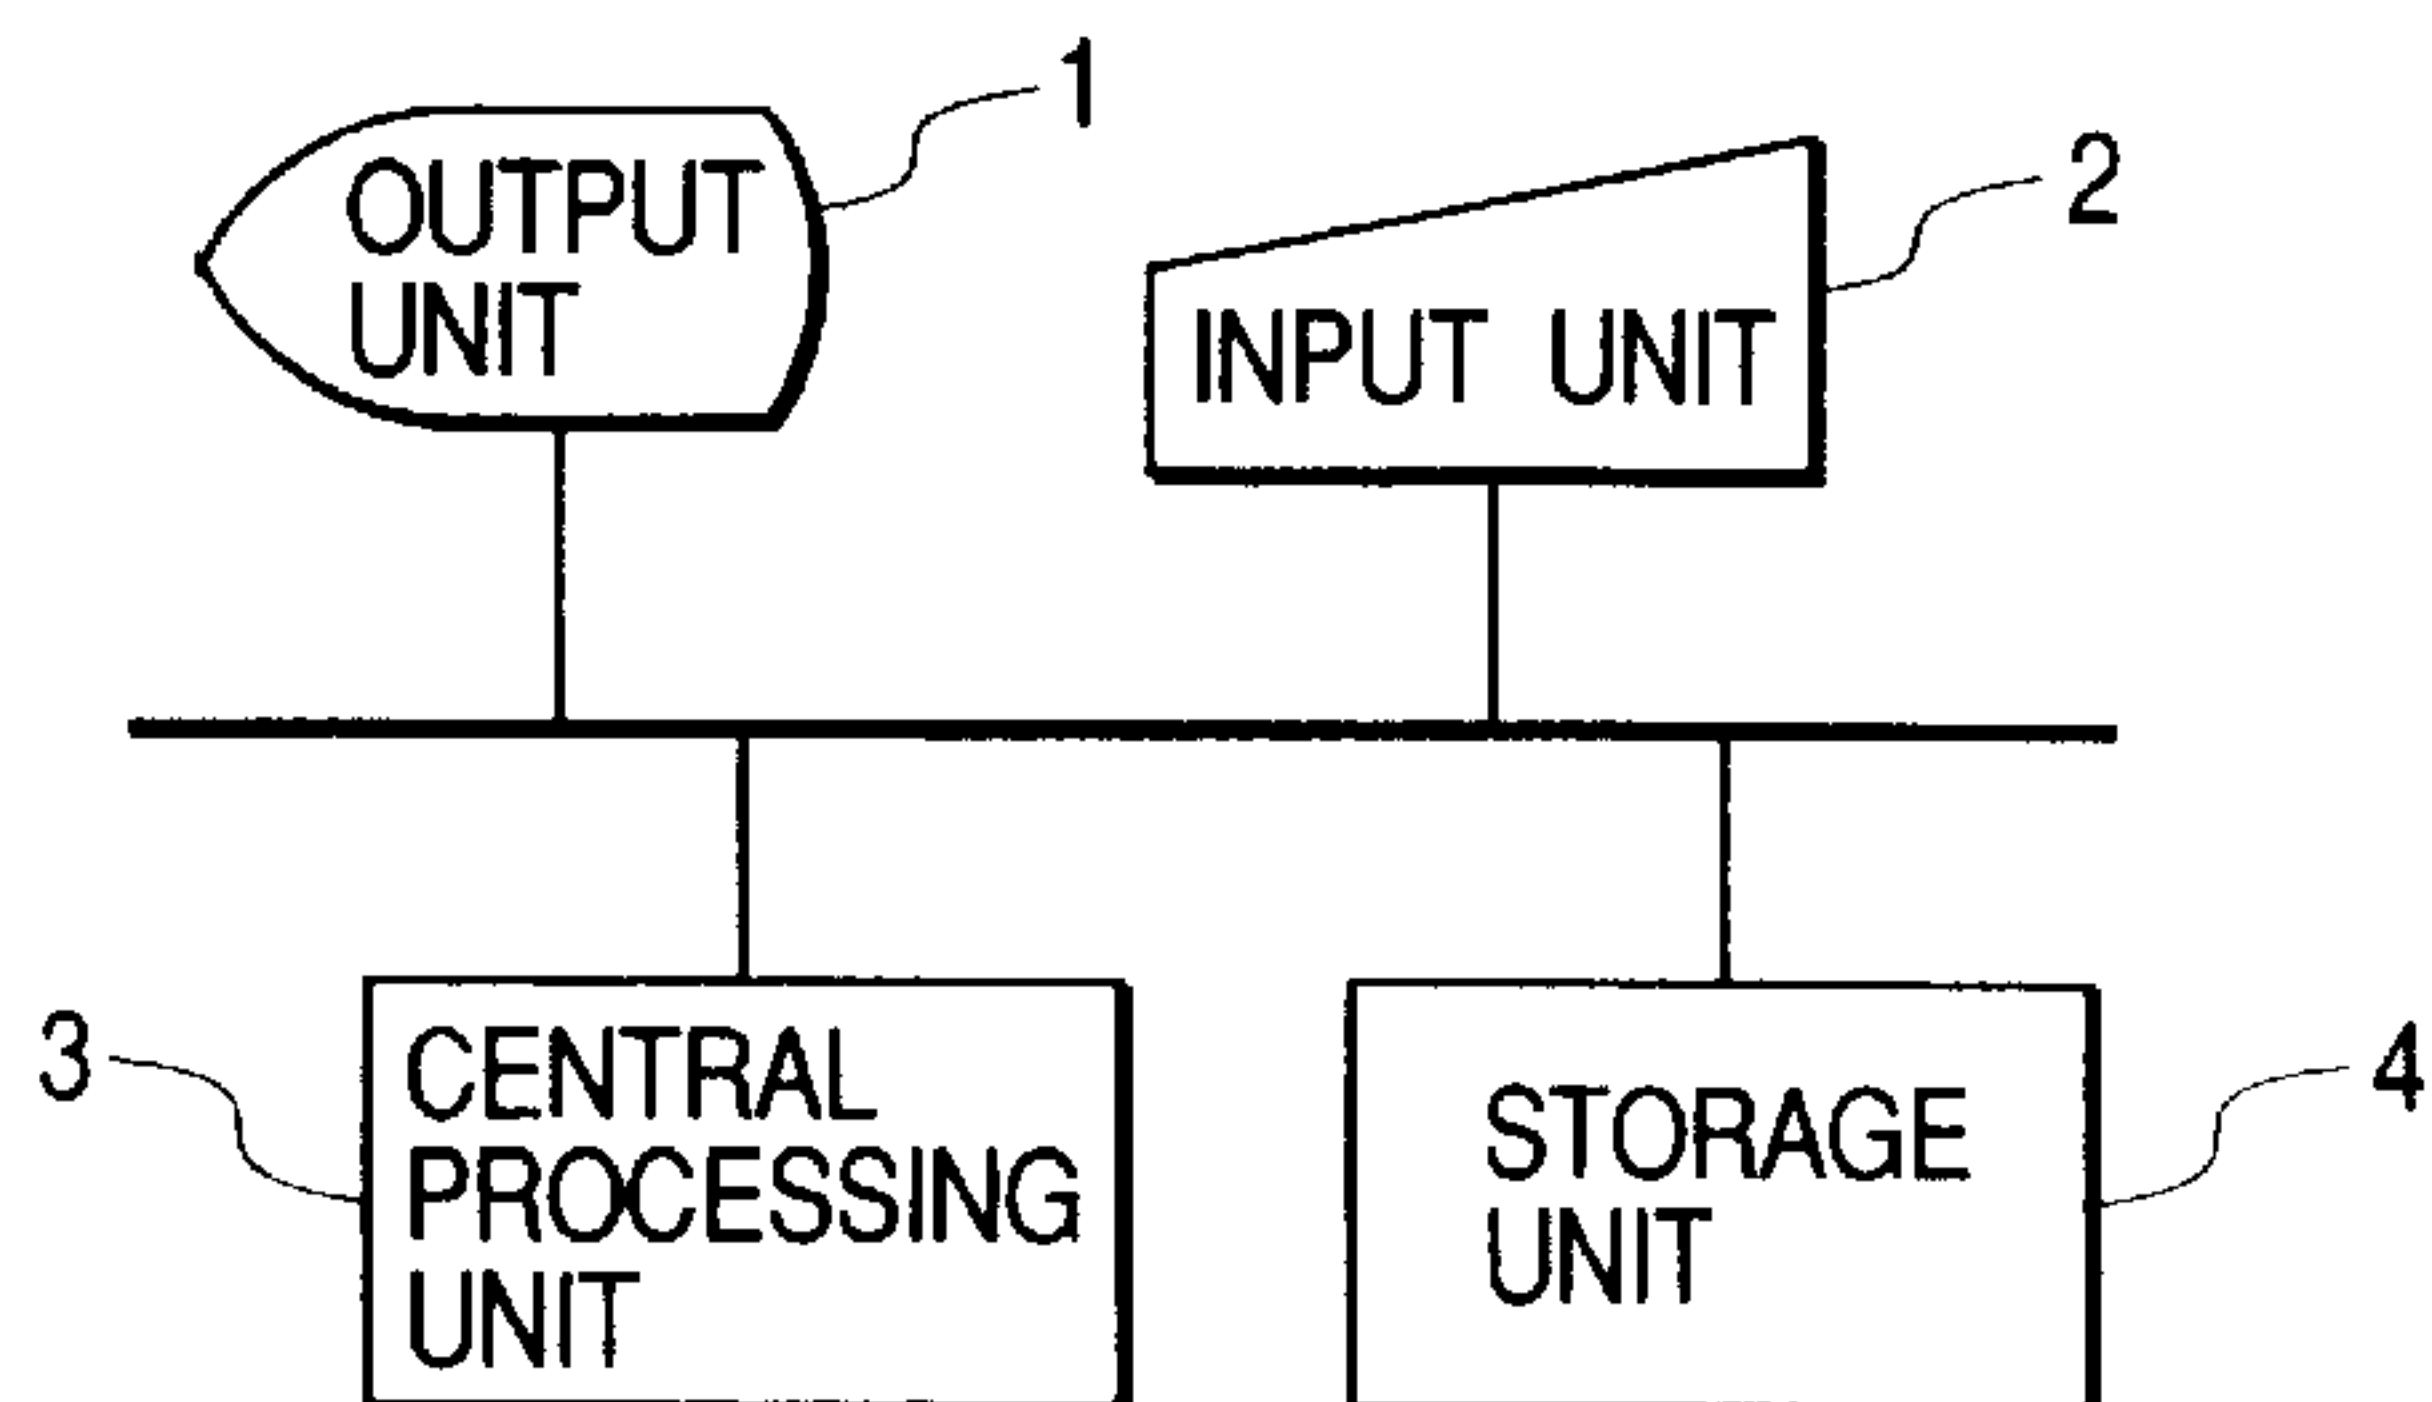 1
OUTPUT
UNIT
2
INPUT UNIT
3
CENTRAL
PROCESSING
UNIT
STORAGE
UNIT
4